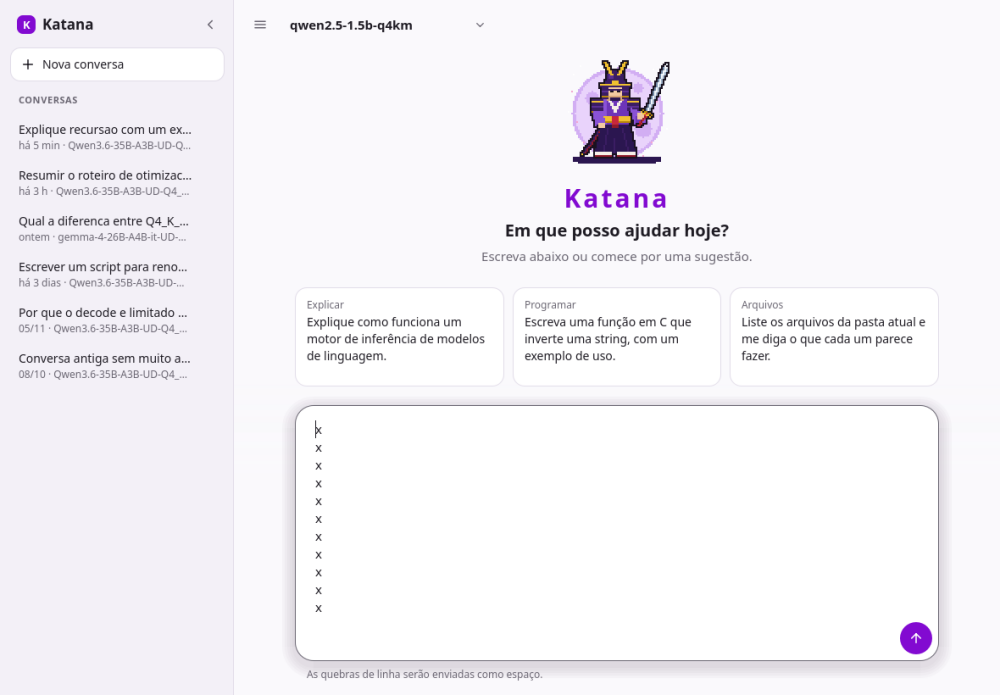 K Katana
Nova conversa
CONVERSAS
Explique recursao com um ex...
há 5 min · Qwen3.6-35B-A3B-UD-Q...
Resumir o roteiro de otimizac...
há 3 h · Qwen3.6-35B-A3B-UD-Q4_...
Qual a diferenca entre Q4_K_...
ontem · gemma-4-26B-A4B-it-UD-...
Escrever um script para reno...
há 3 dias · Qwen3.6-35B-A3B-UD-...
Por que o decode e limitado ...
05/11 · Qwen3.6-35B-A3B-UD-Q4_...
Conversa antiga sem muito a...
08/10 · Qwen3.6-35B-A3B-UD-Q4_...
qwen2.5-1.5b-q4km
Katana
Em que posso ajudar hoje?
Escreva abaixo ou comece por uma sugestão.
Explicar
Explique como funciona um
motor de inferência de modelos
de linguagem.
Programar
Escreva uma função em C que
inverte uma string, com um
exemplo de uso.
Arquivos
Liste os arquivos da pasta atual e
me diga o que cada um parece
fazer.
x
x
x
x
x
x
x
x
x
x
x
As quebras de linha serão enviadas como espaço.